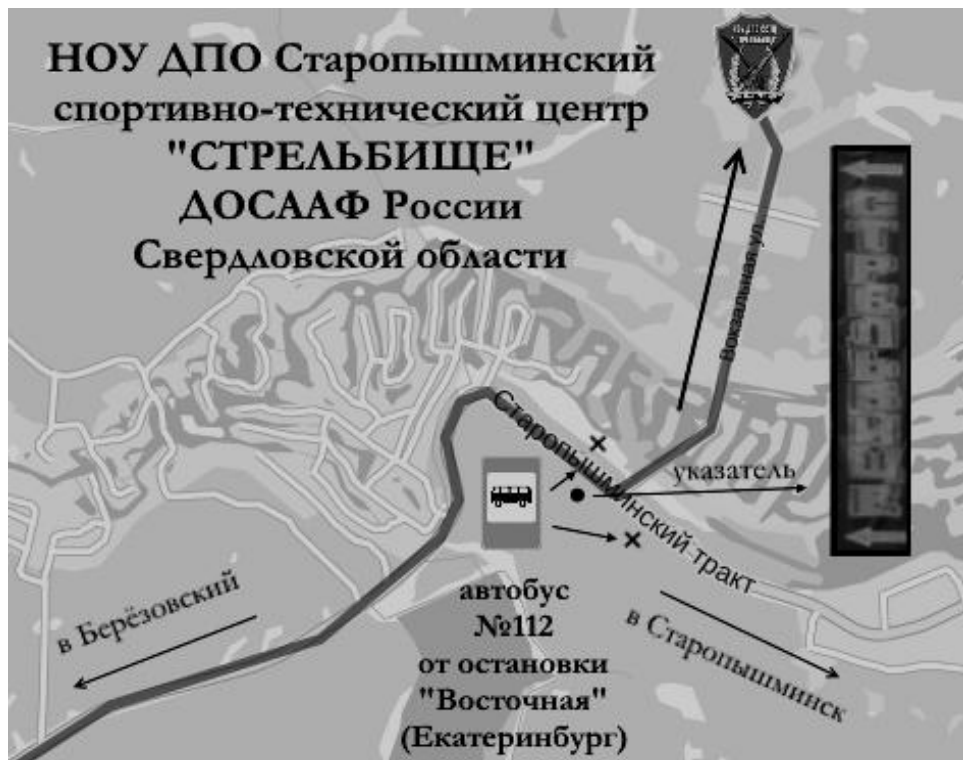 НОУ ДПО Старопышминский
спортивно-технический центр
"СТРЕЛЬБИЩЕ"
ДОСААФ России
Свердловской области
Вокзальная ул.
Старопышминский тракт
указатель
в Берёзовский
автобус
№112
от остановки
"Восточная"
(Екатеринбург)
в Старопышминск